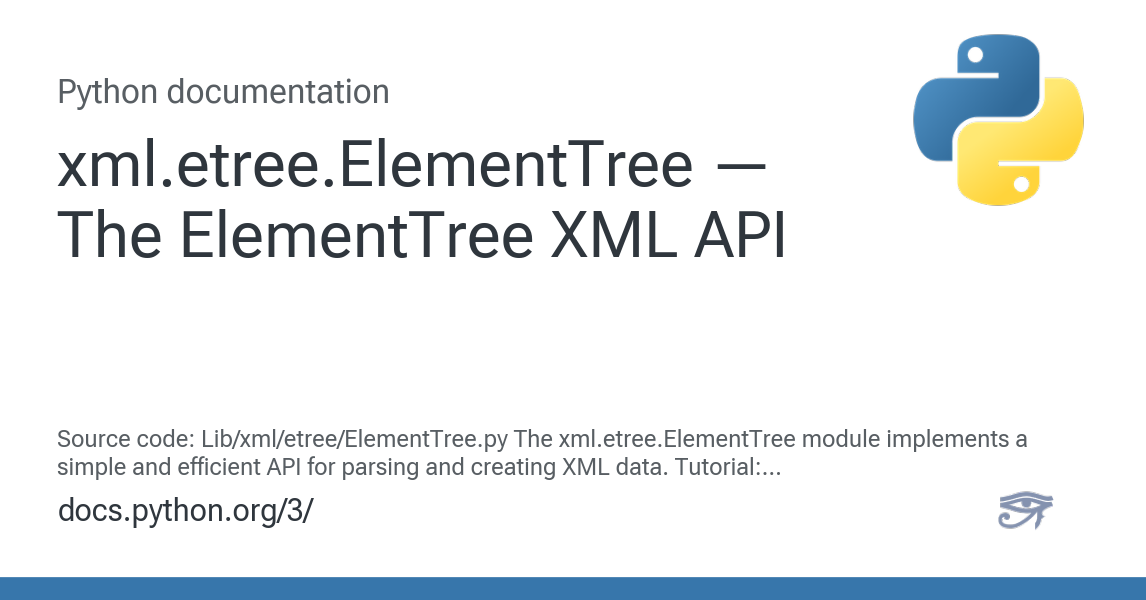 Python documentation
xml.etree.ElementTree —
The ElementTree XML API
Source code: Lib/xml/etree/ElementTree.py The xml.etree.ElementTree module implements a
simple and efficient API for parsing and creating XML data. Tutorial:...
docs.python.org/3/